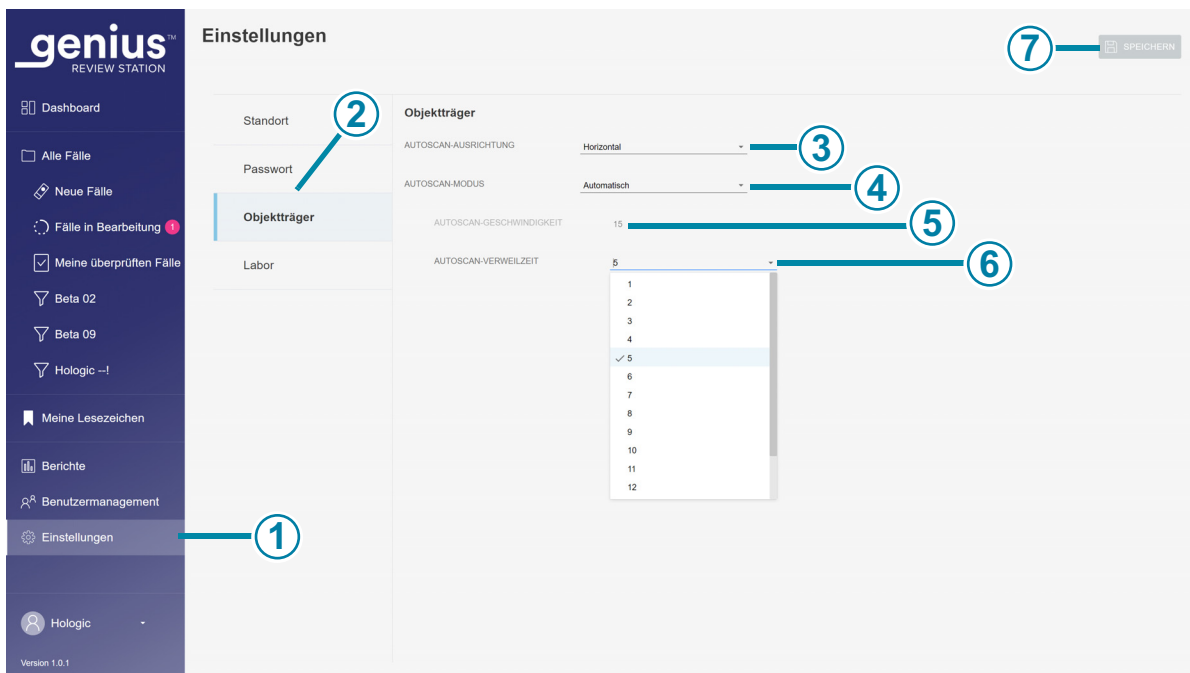 genius™
REVIEW STATION
Dashboard
Alle Fälle
Neue Fälle
Fälle in Bearbeitung 1
Meine überprüften Fälle
Beta 02
Beta 09
Hologic --!
Meine Lesezeichen
Berichte
Benutzermanagement
Einstellungen
1
Hologic
Version 1.0.1
Einstellungen
7
SPEICHERN
Standort
2
Passwort
Objektträger
Labor
Objektträger
AUTOSCAN-AUSRICHTUNG Horizontal 3
AUTOSCAN-MODUS Automatisch 4
AUTOSCAN-GESCHWINDIGKEIT 15 5
AUTOSCAN-VERWEILZEIT 5 6
1
2
3
4
5
6
7
8
9
10
11
12